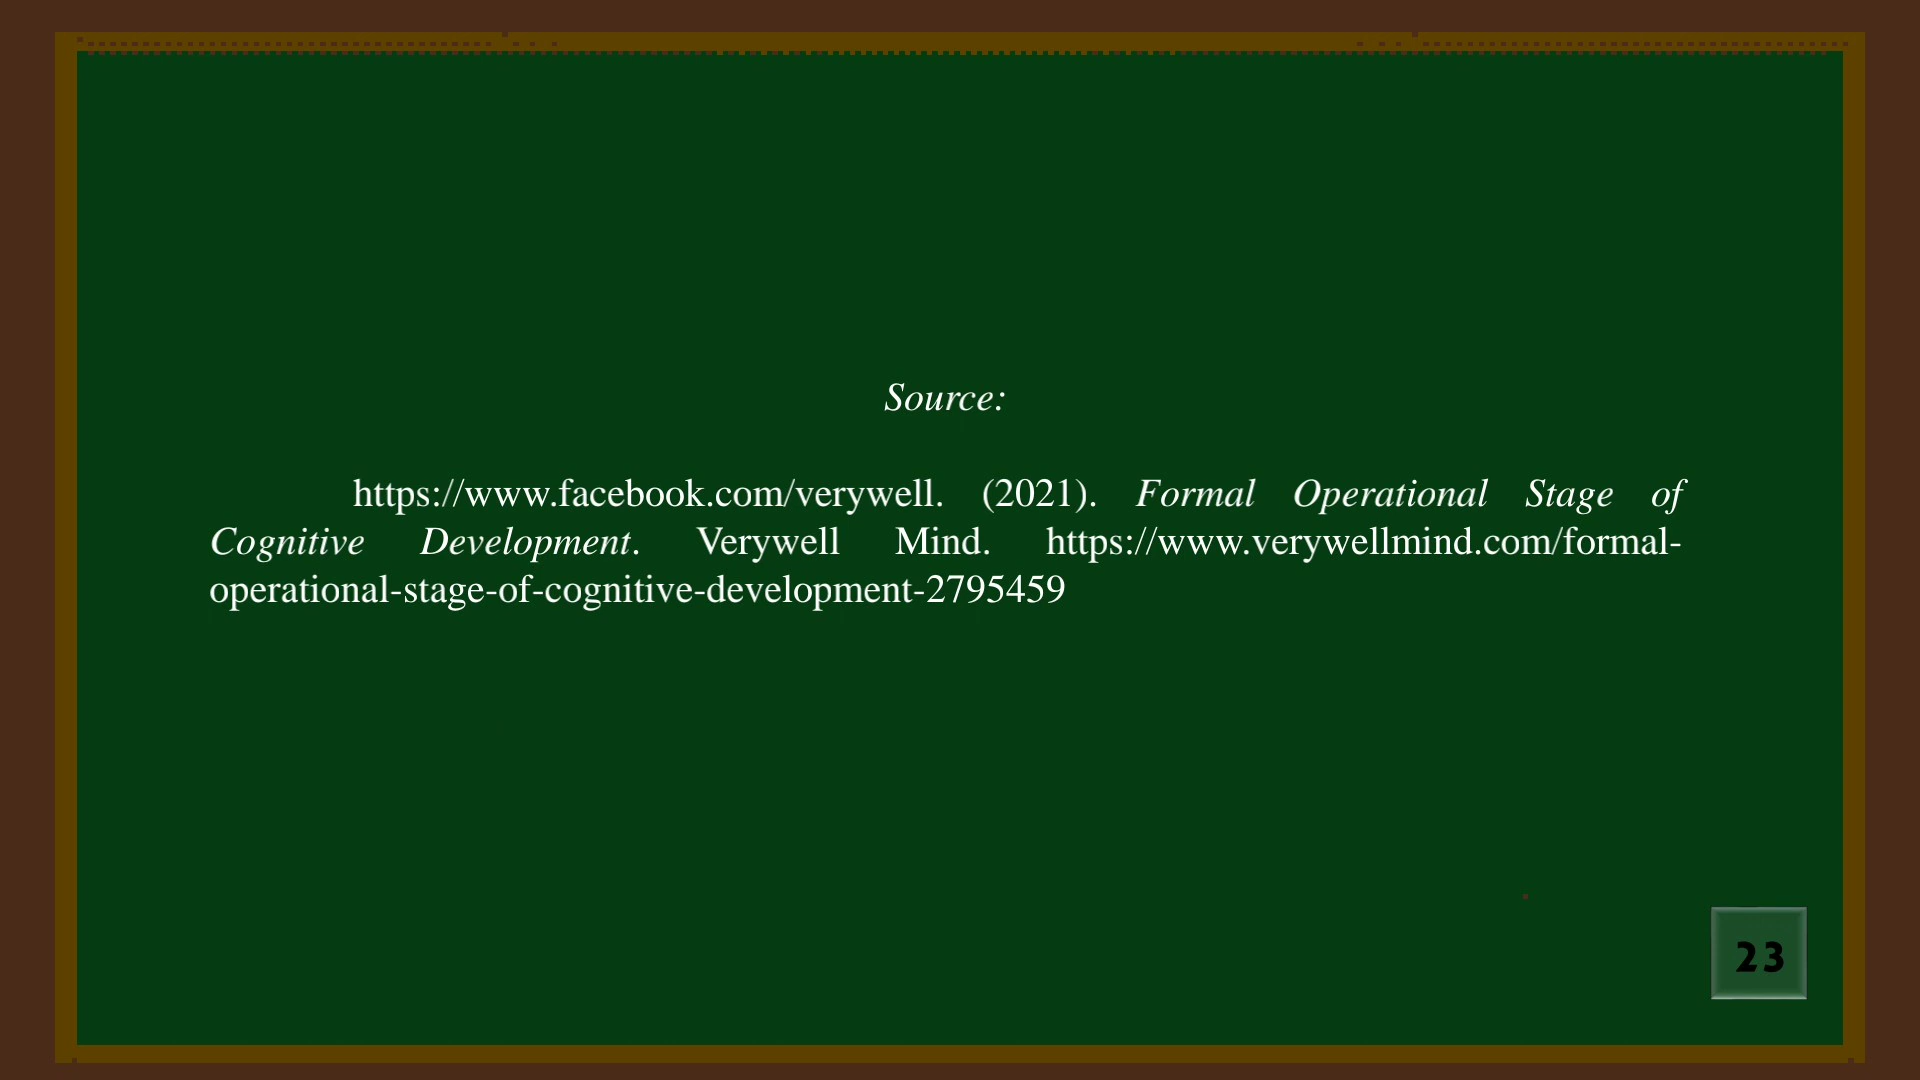 Source:
https://www.facebook.com/verywell. (2021). Formal Operational Stage of
Cognitive Development. Verywell Mind. https://www.verywellmind.com/formal-
operational-stage-of-cognitive-development-2795459
23